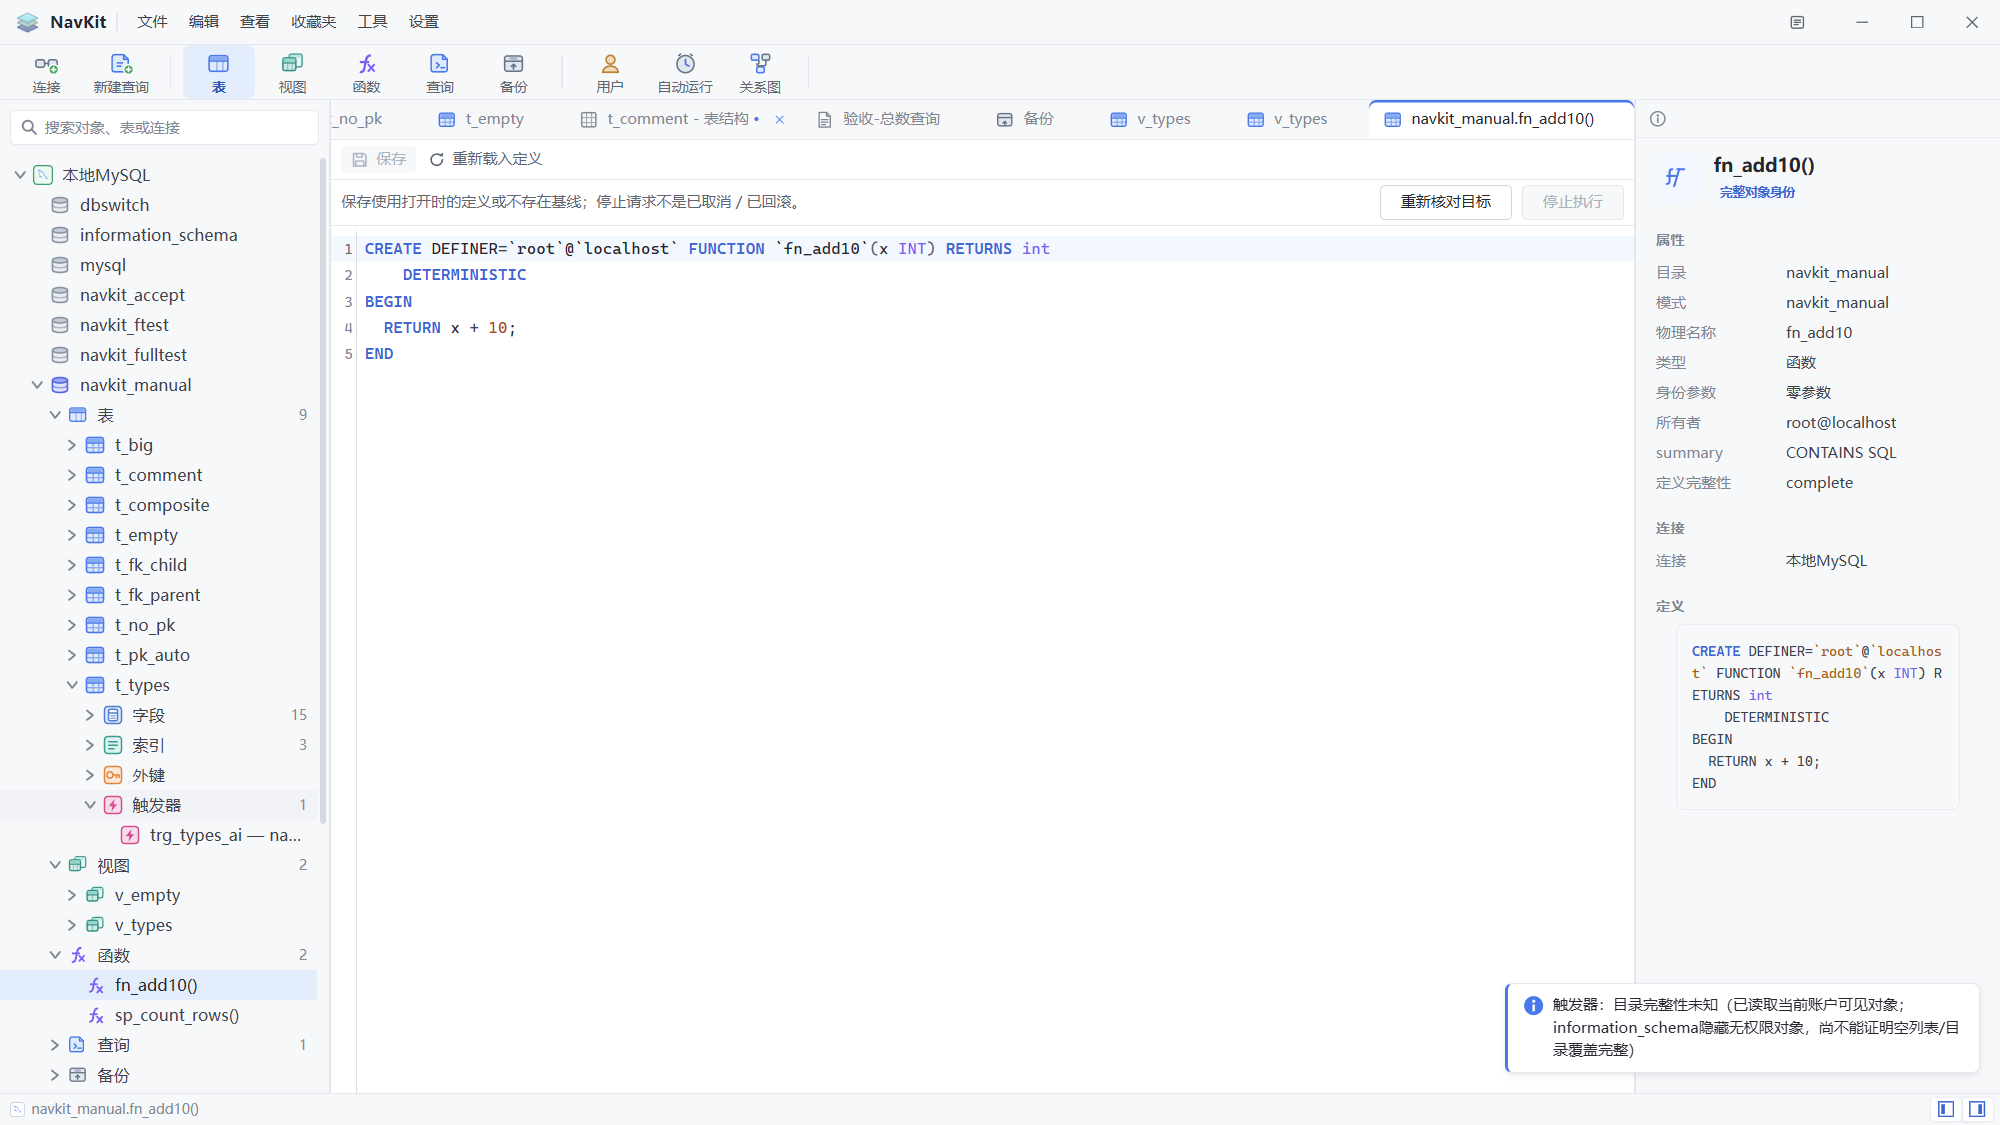 NavKit 文件 编辑 查看 收藏夹 工具 设置
连接 新建查询 表 视图 函数 查询 备份 用户 自动运行 关系图
搜索对象、表或连接
本地MySQL
dbswitch
information_schema
mysql
navkit_accept
navkit_ftest
navkit_fulltest
navkit_manual
表 9
t_big
t_comment
t_composite
t_empty
t_fk_child
t_fk_parent
t_no_pk
t_pk_auto
t_types
字段 15
索引 3
外键
触发器 1
trg_types_ai — na...
视图 2
v_empty
v_types
函数 2
fn_add10()
sp_count_rows()
查询 1
备份
_no_pk t_empty t_comment - 表结构 • × 验收-总数查询 备份 v_types v_types navkit_manual.fn_add10()
保存 重新载入定义
保存使用打开时的定义或不存在基线；停止请求不是已取消 / 已回滚。 重新核对目标 停止执行
1 CREATE DEFINER=`root`@`localhost` FUNCTION `fn_add10`(x INT) RETURNS int
2 DETERMINISTIC
3 BEGIN
4 RETURN x + 10;
5 END
fn_add10()
完整对象身份
属性
目录 navkit_manual
模式 navkit_manual
物理名称 fn_add10
类型 函数
身份参数 零参数
所有者 root@localhost
summary CONTAINS SQL
定义完整性 complete
连接
连接 本地MySQL
定义
CREATE DEFINER=`root`@`localhos
t` FUNCTION `fn_add10`(x INT) R
ETURNS int
DETERMINISTIC
BEGIN
RETURN x + 10;
END
触发器：目录完整性未知（已读取当前账户可见对象；
information_schema隐藏无权限对象，尚不能证明空列表/目
录覆盖完整）
navkit_manual.fn_add10()